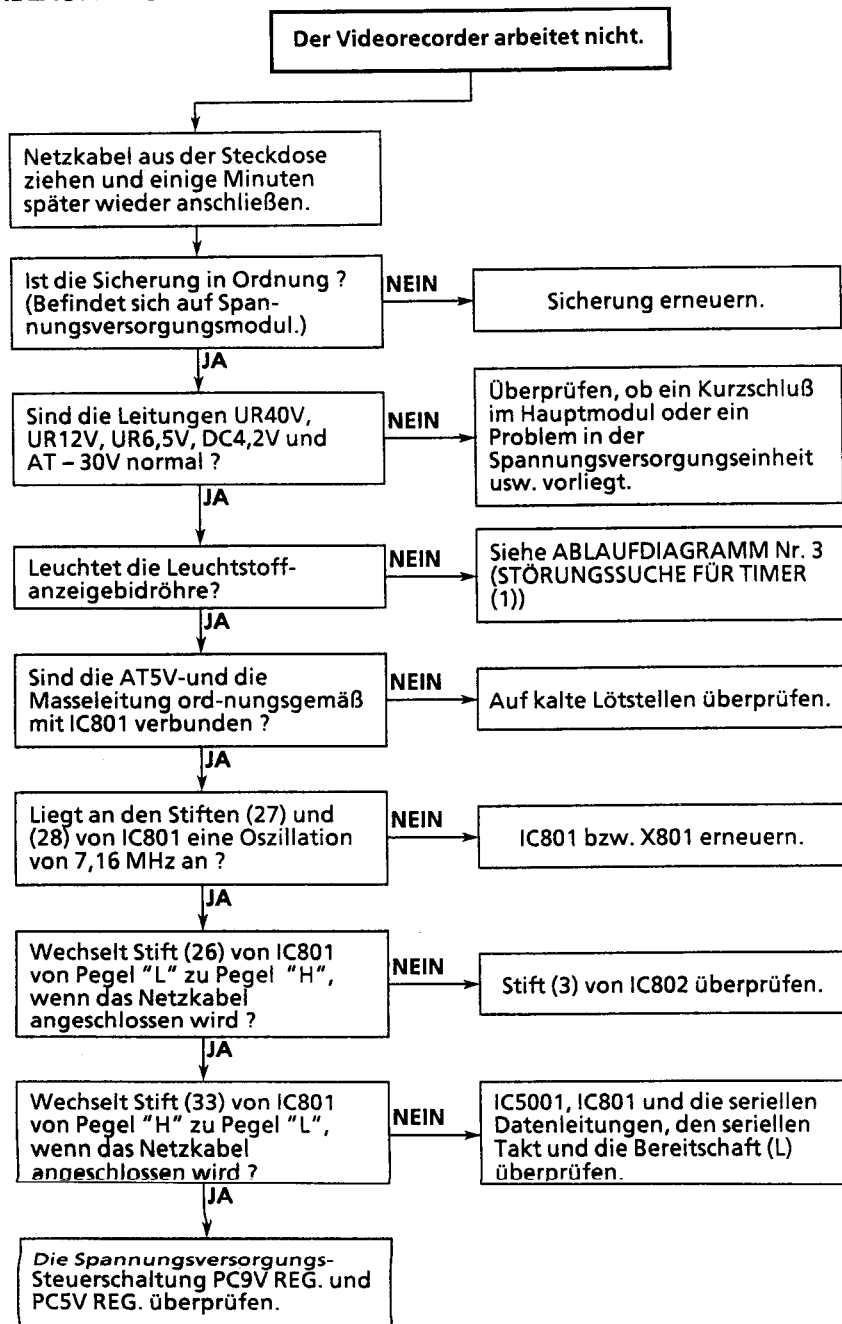 Der Videorecorder arbeitet nicht.
Netzkabel aus der Steckdose
ziehen und einige Minuten
später wieder anschließen.
Ist die Sicherung in Ordnung ?
(Befindet sich auf Span-
nungsversorgungsmodul.)
NEIN
Sicherung erneuern.
JA
Sind die Leitungen UR40V,
UR12V, UR6,5V, DC4,2V und
AT – 30V normal ?
NEIN
Überprüfen, ob ein Kurzschluß
im Hauptmodul oder ein
Problem in der
Spannungsversorgungseinheit
usw. vorliegt.
JA
Leuchtet die Leuchtstoff-
anzeigebidröhre?
NEIN
Siehe ABLAUFDIAGRAMM Nr. 3
(STÖRUNGSSUCHE FÜR TIMER
(1))
JA
Sind die AT5V-und die
Masseleitung ord-nungsgemäß
mit IC801 verbunden ?
NEIN
Auf kalte Lötstellen überprüfen.
JA
Liegt an den Stiften (27) und
(28) von IC801 eine Oszillation
von 7,16 MHz an ?
NEIN
IC801 bzw. X801 erneuern.
JA
Wechselt Stift (26) von IC801
von Pegel "L" zu Pegel "H",
wenn das Netzkabel
angeschlossen wird ?
NEIN
Stift (3) von IC802 überprüfen.
JA
Wechselt Stift (33) von IC801
von Pegel "H" zu Pegel "L",
wenn das Netzkabel
angeschlossen wird ?
NEIN
IC5001, IC801 und die seriellen
Datenleitungen, den seriellen
Takt und die Bereitschaft (L)
überprüfen.
JA
Die Spannungsversorgungs-
Steuerschaltung PC9V REG. und
PC5V REG. überprüfen.